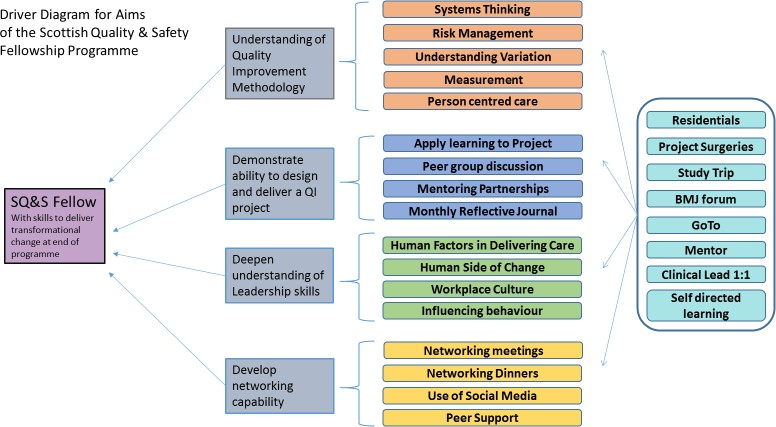 Driver Diagram for Aims
of the Scottish Quality & Safety
Fellowship Programme
SQ&S Fellow
With skills to deliver
transformational
change at end of
programme
Understanding of
Quality
Improvement
Methodology
Demonstrate
ability to design
and deliver a QI
project
Deepen
understanding of
Leadership skills
Develop
networking
capability
Systems Thinking
Risk Management
Understanding Variation
Measurement
Person centred care
Apply learning to Project
Peer group discussion
Mentoring Partnerships
Monthly Reflective Journal
Human Factors in Delivering Care
Human Side of Change
Workplace Culture
Influencing behaviour
Networking meetings
Networking Dinners
Use of Social Media
Peer Support
Residentials
Project Surgeries
Study Trip
BMJ forum
GoTo
Mentor
Clinical Lead 1:1
Self directed
learning